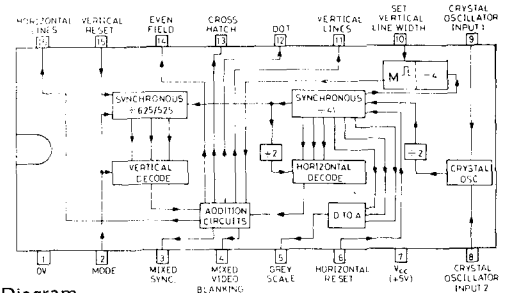 HORIZONTAL LINES
VERTICAL RESET
EVEN FIELD
CROSS HATCH
DOT
VERTICAL LINES
SET VERTICAL LINE WIDTH
CRYSTAL OSCILLATOR INPUT 1
16
15
14
13
12
11
10
9
M
÷4
SYNCHRONOUS
÷625/525
SYNCHRONOUS
÷41
÷2
÷2
VERTICAL
DECODE
HORIZONTAL
DECODE
CRYSTAL
OSC
ADDITION
CIRCUITS
D TO A
1
2
3
4
5
6
7
8
0V
MODE
MIXED SYNC.
MIXED VIDEO BLANKING
GREY SCALE
HORIZONTAL RESET
VCC (+5V)
CRYSTAL OSCILLATOR INPUT 2
Diagram